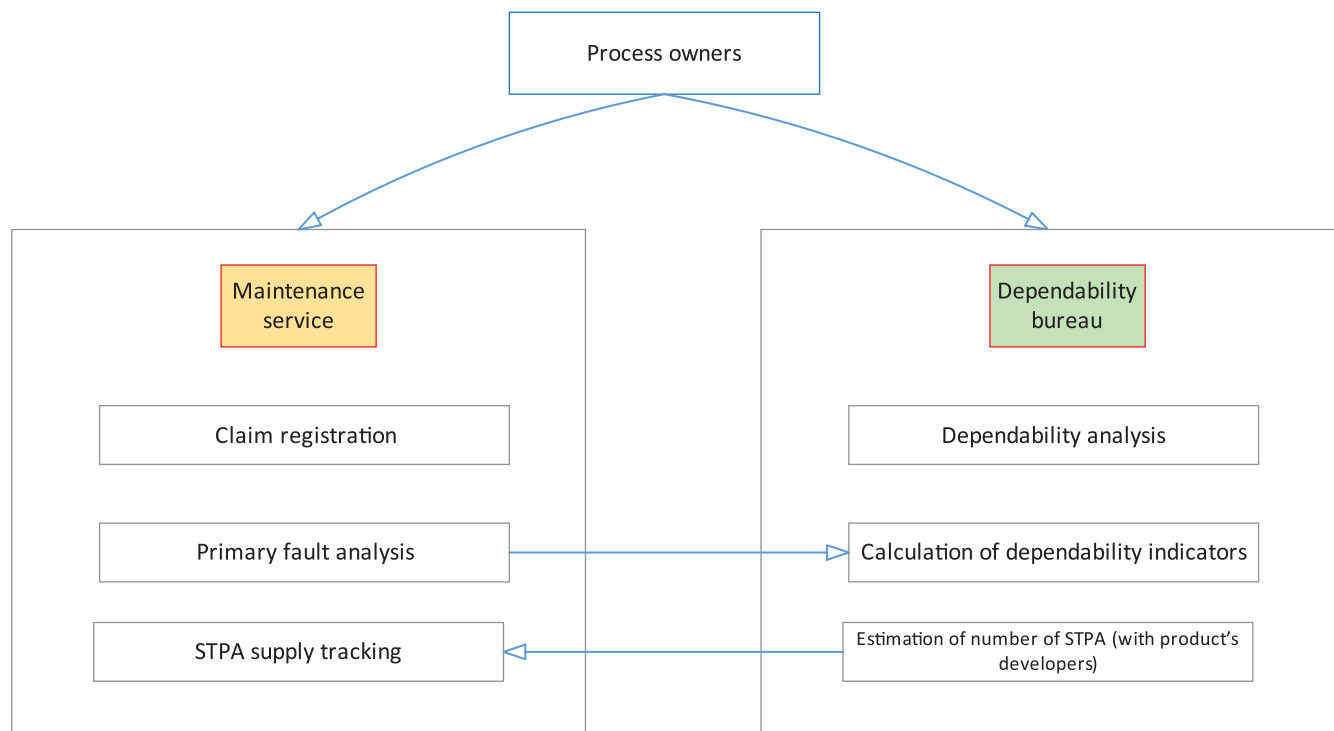 Process owners
Maintenance
service
Dependability
bureau
Claim registration
Dependability analysis
Primary fault analysis
Calculation of dependability indicators
STPA supply tracking
Estimation of number of STPA (with product’s
developers)